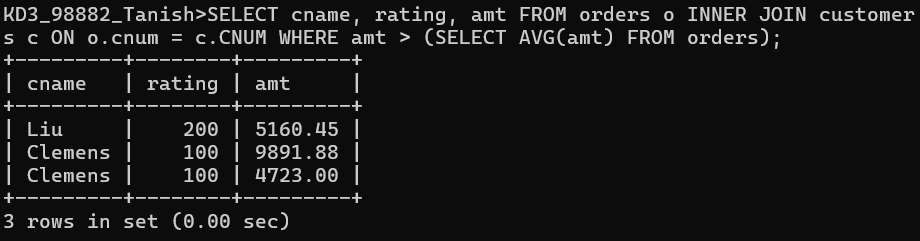 KD3_98882_Tanish>SELECT cname, rating, amt FROM orders o INNER JOIN customer
s c ON o.cnum = c.CNUM WHERE amt > (SELECT AVG(amt) FROM orders);
+---------+--------+---------+
| cname   | rating | amt     |
+---------+--------+---------+
| Liu     |    200 | 5160.45 |
| Clemens |    100 | 9891.88 |
| Clemens |    100 | 4723.00 |
+---------+--------+---------+
3 rows in set (0.00 sec)